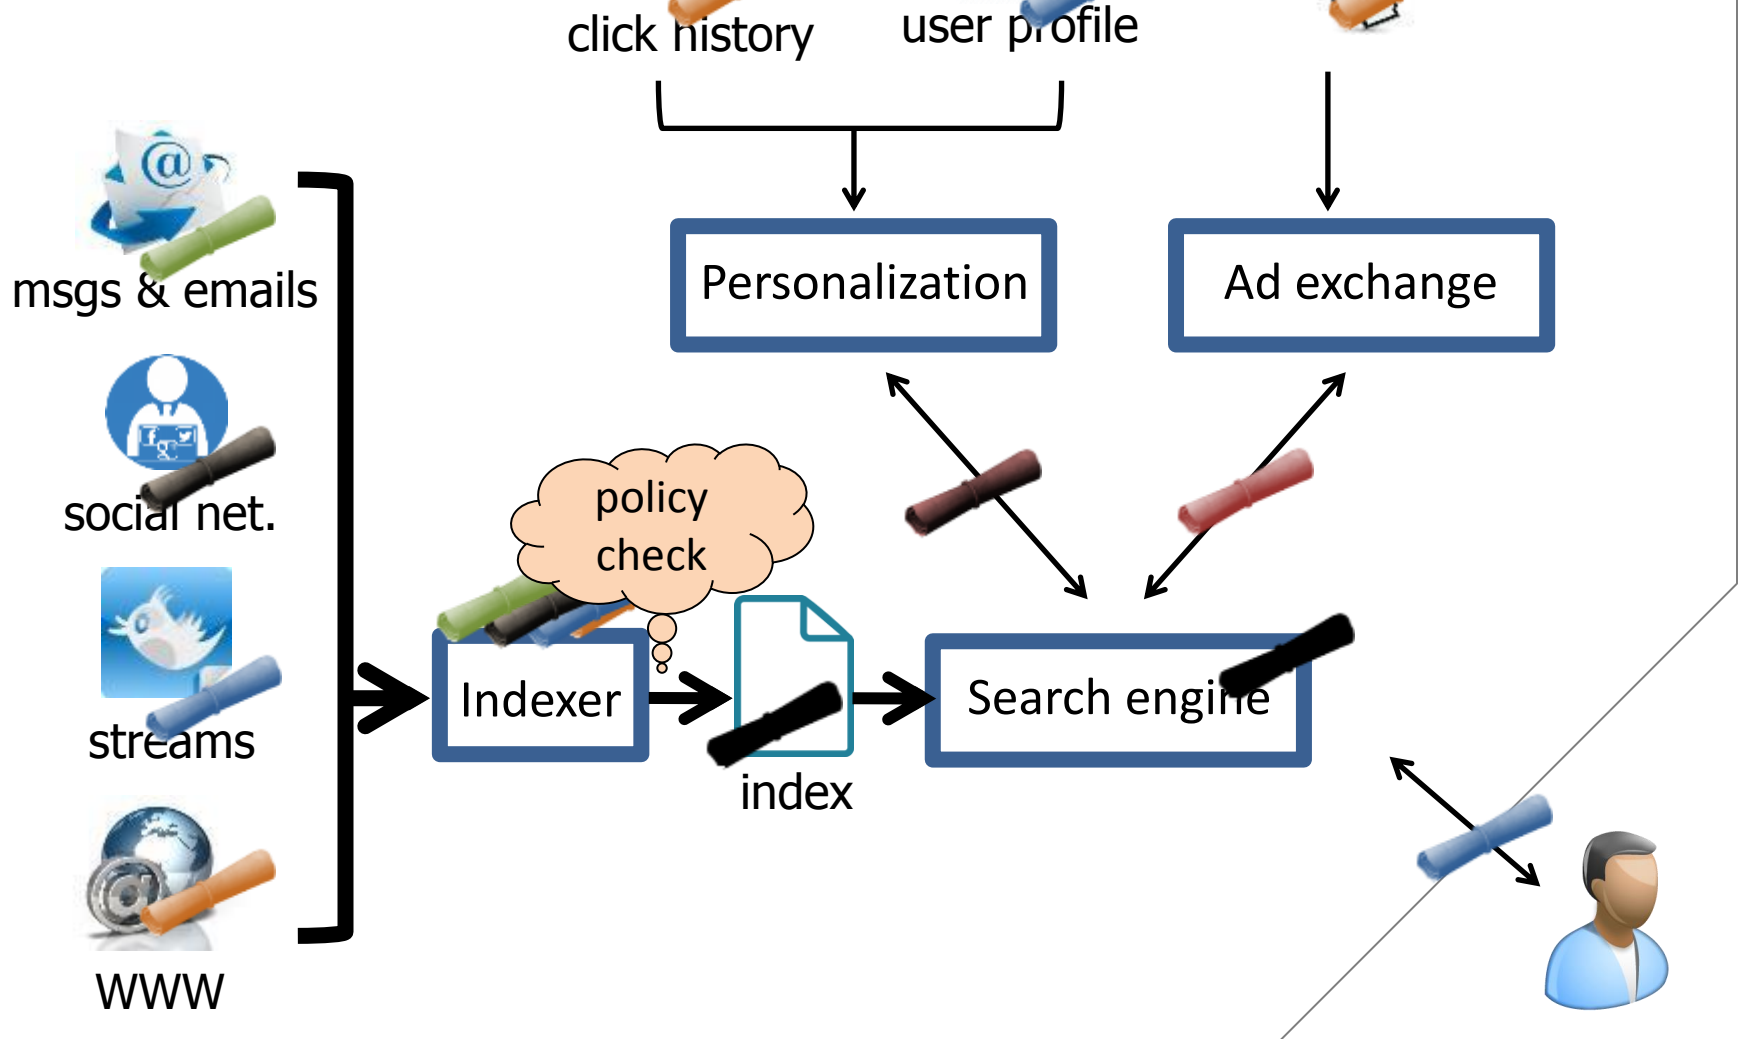 click history
user profile
msgs & emails
Personalization
Ad exchange
social net.
policy
check
streams
Indexer
Search engine
index
WWW